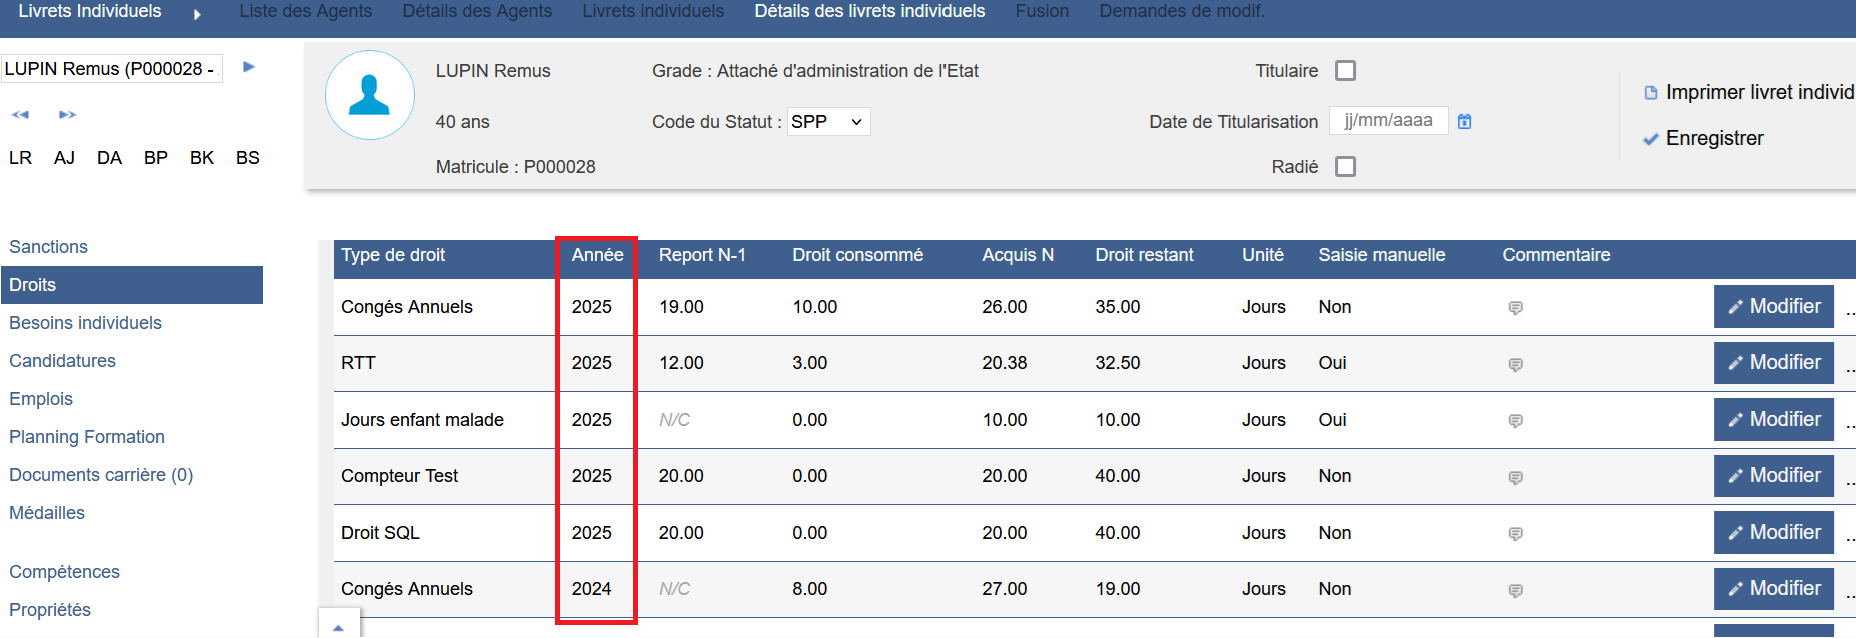 Livrets Individuels Liste des Agents Détails des Agents Livrets individuels Détails des livrets individuels Fusion Demandes de modif.
LUPIN Remus (P000028 -
LR AJ DA BP BK BS
Sanctions
Droits
Besoins individuels
Candidatures
Emplois
Planning Formation
Documents carrière (0)
Médailles
Compétences
Propriétés
LUPIN Remus Grade : Attaché d'administration de l'Etat Titulaire
40 ans Code du Statut : SPP Date de Titularisation jj/mm/aaaa
Matricule : P000028 Radié
Imprimer livret individ
Enregistrer
Type de droit Année Report N-1 Droit consommé Acquis N Droit restant Unité Saisie manuelle Commentaire
Congés Annuels 2025 19.00 10.00 26.00 35.00 Jours Non Modifier ..
RTT 2025 12.00 3.00 20.38 32.50 Jours Oui Modifier ..
Jours enfant malade 2025 N/C 0.00 10.00 10.00 Jours Oui Modifier ..
Compteur Test 2025 20.00 0.00 20.00 40.00 Jours Non Modifier ..
Droit SQL 2025 20.00 0.00 20.00 40.00 Jours Non Modifier ..
Congés Annuels 2024 N/C 8.00 27.00 19.00 Jours Non Modifier ..